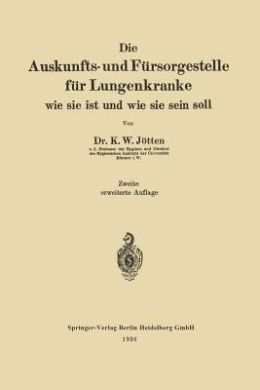 Die
Auskunfts- und Fürsorgestelle
für Lungenkranke
wie sie ist und wie sie sein soll
Von
Dr. K. W. Jötten
o. ö. Professor der Hygiene und Direktor
des Hygienischen Instituts der Universität
Münster i. W.
Zweite
erweiterte Auflage
Springer-Verlag Berlin Heidelberg GmbH
1926